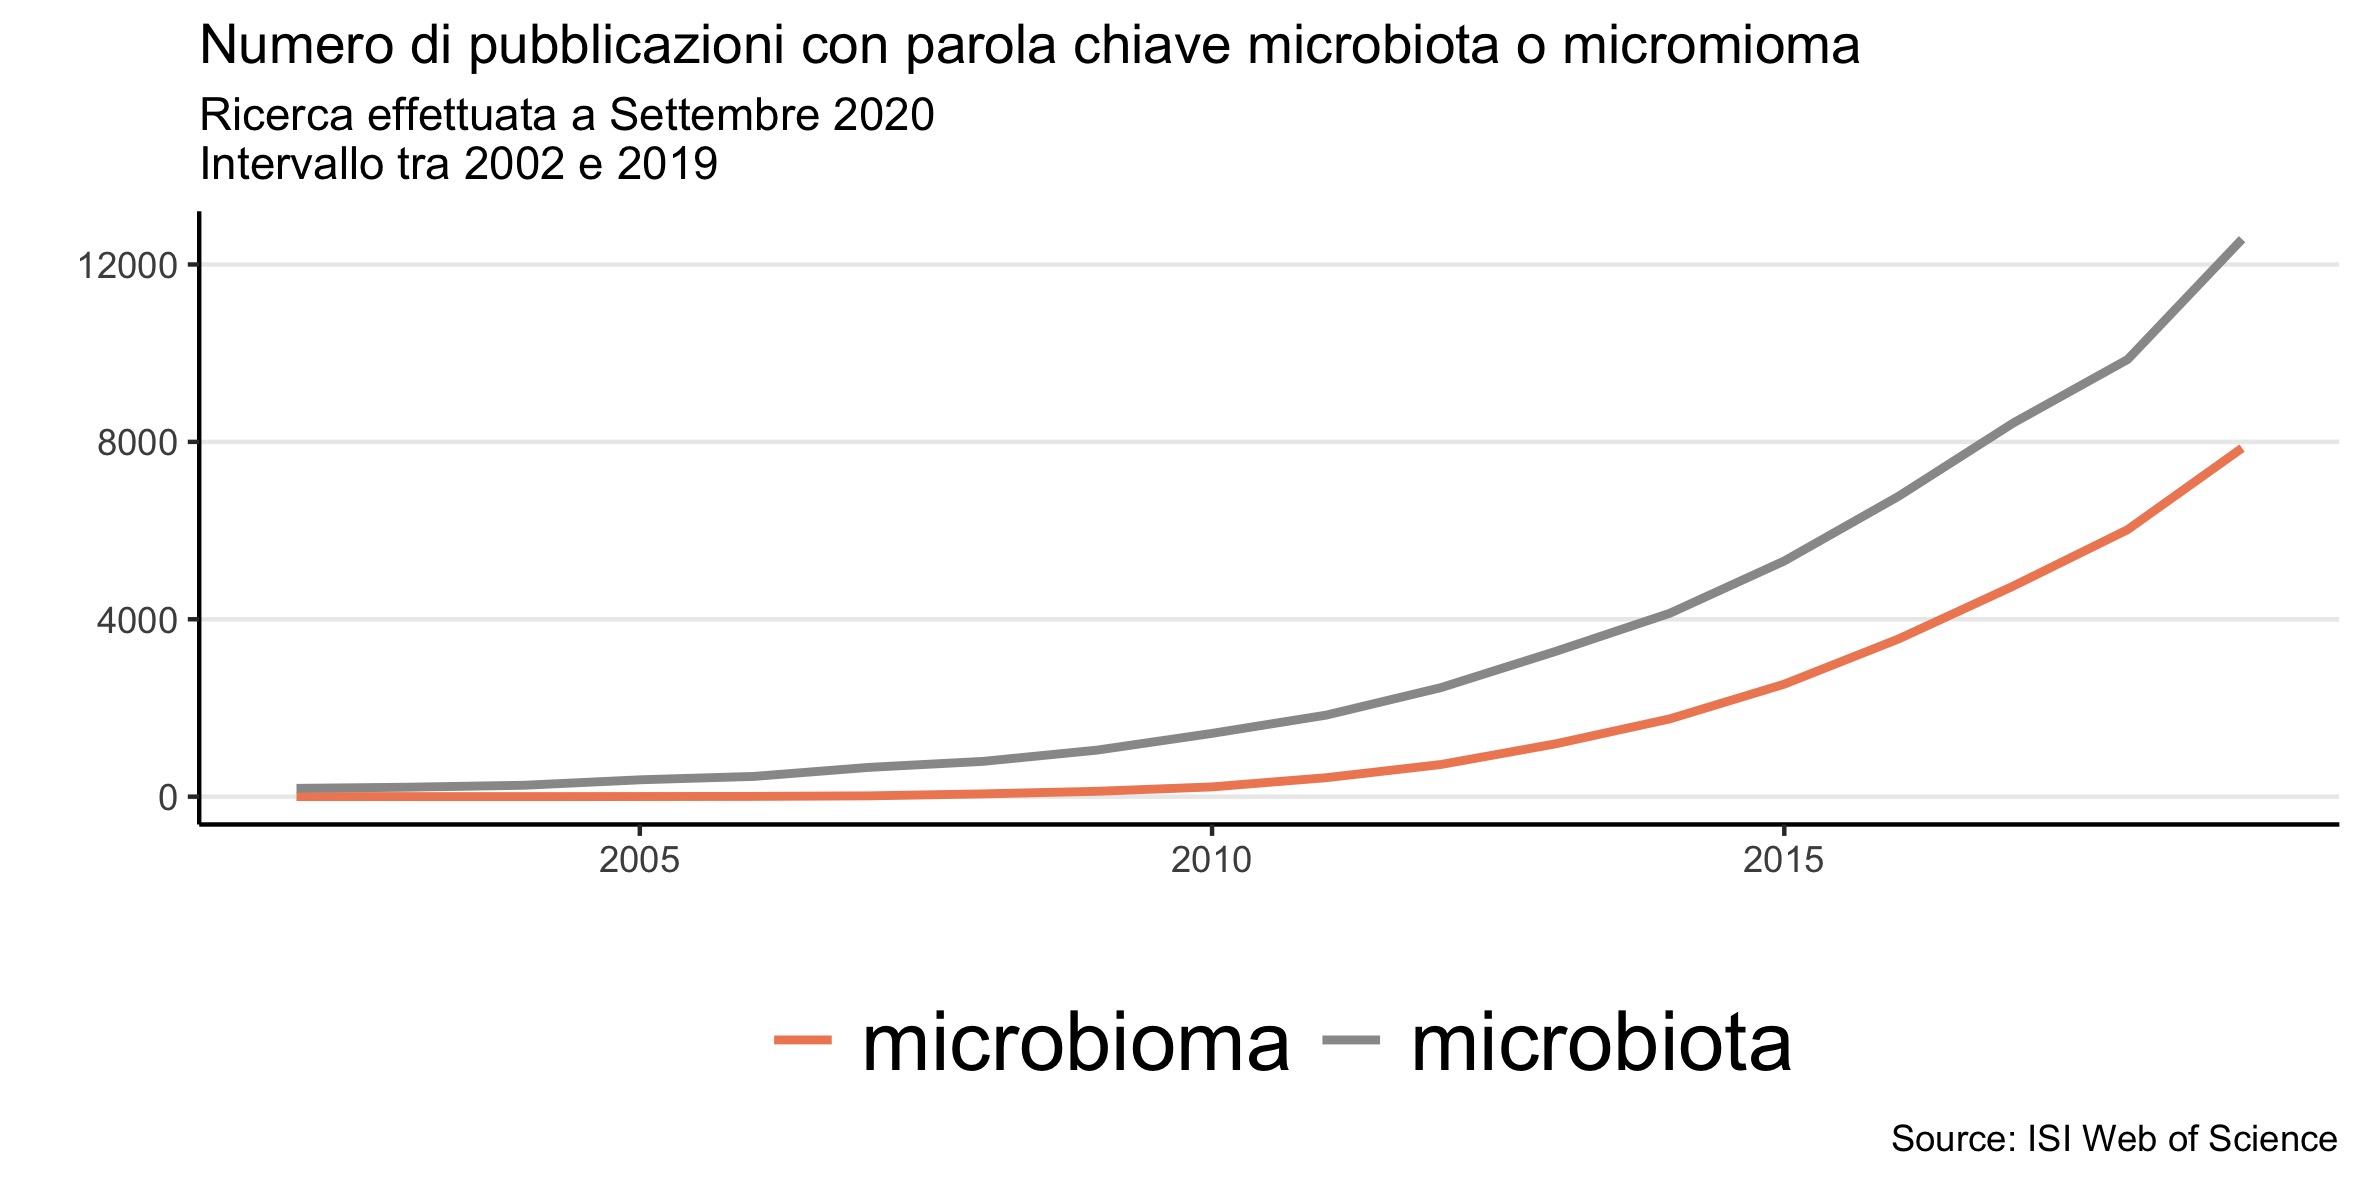 Numero di pubblicazioni con parola chiave microbiota o micromioma
Ricerca effettuata a Settembre 2020
Intervallo tra 2002 e 2019
12000
8000
4000
0
2005 2010 2015
microbioma microbiota
Source: ISI Web of Science